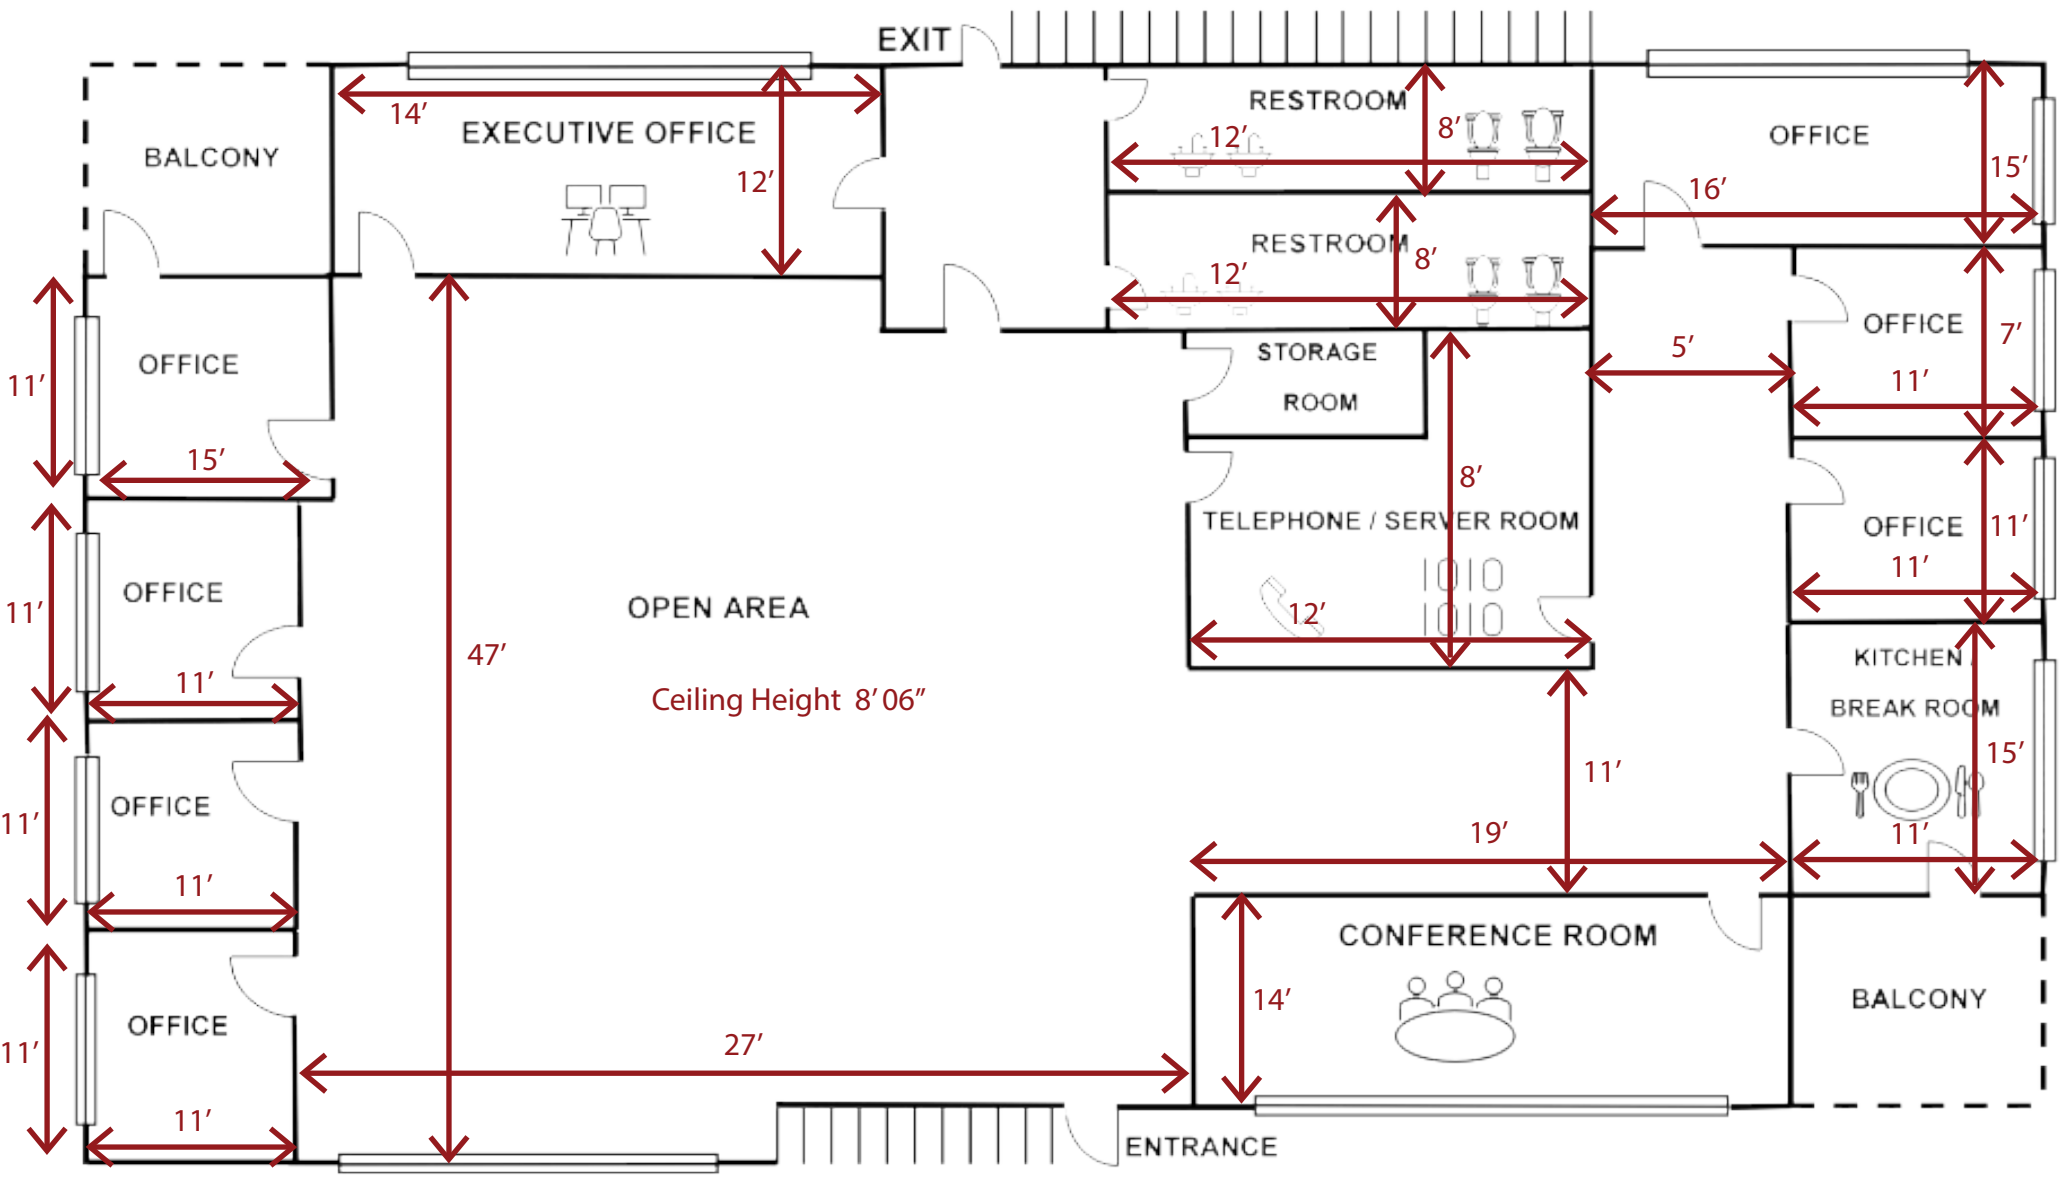 EXIT
14’
EXECUTIVE OFFICE
12’
BALCONY
RESTROOM
8’
12’
OFFICE
15’
16’
RESTROOM
8’
12’
11’
OFFICE
15’
STORAGE
ROOM
5’
OFFICE
7’
11’
8’
TELEPHONE / SERVER ROOM
12’
OFFICE
11’
11’
11’
OFFICE
11’
OPEN AREA
47’
Ceiling Height 8’ 06”
KITCHEN /
BREAK ROOM
15’
11’
11’
19’
11’
OFFICE
11’
CONFERENCE ROOM
14’
BALCONY
11’
OFFICE
11’
27’
ENTRANCE